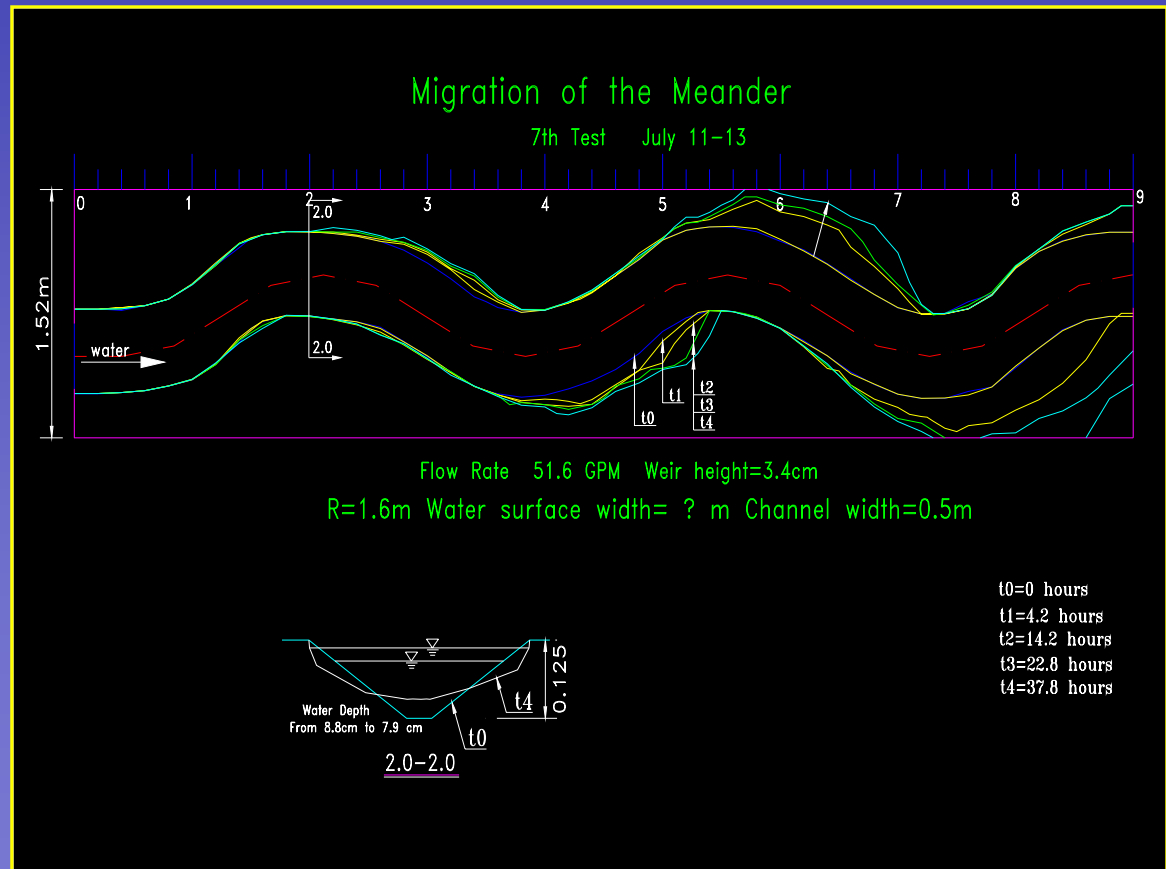 Migration of the Meander
7th Test July 11-13
0 1 2 3 4 5 6 7 8 9
2.0
1.52m
water
2.0
t0
t1
t2
t3
t4
Flow Rate 51.6 GPM Weir height=3.4cm
R=1.6m Water surface width= ? m Channel width=0.5m
t0=0 hours
t1=4.2 hours
t2=14.2 hours
t3=22.8 hours
t4=37.8 hours
0.125
t4
t0
Water Depth
From 8.8cm to 7.9 cm
2.0-2.0